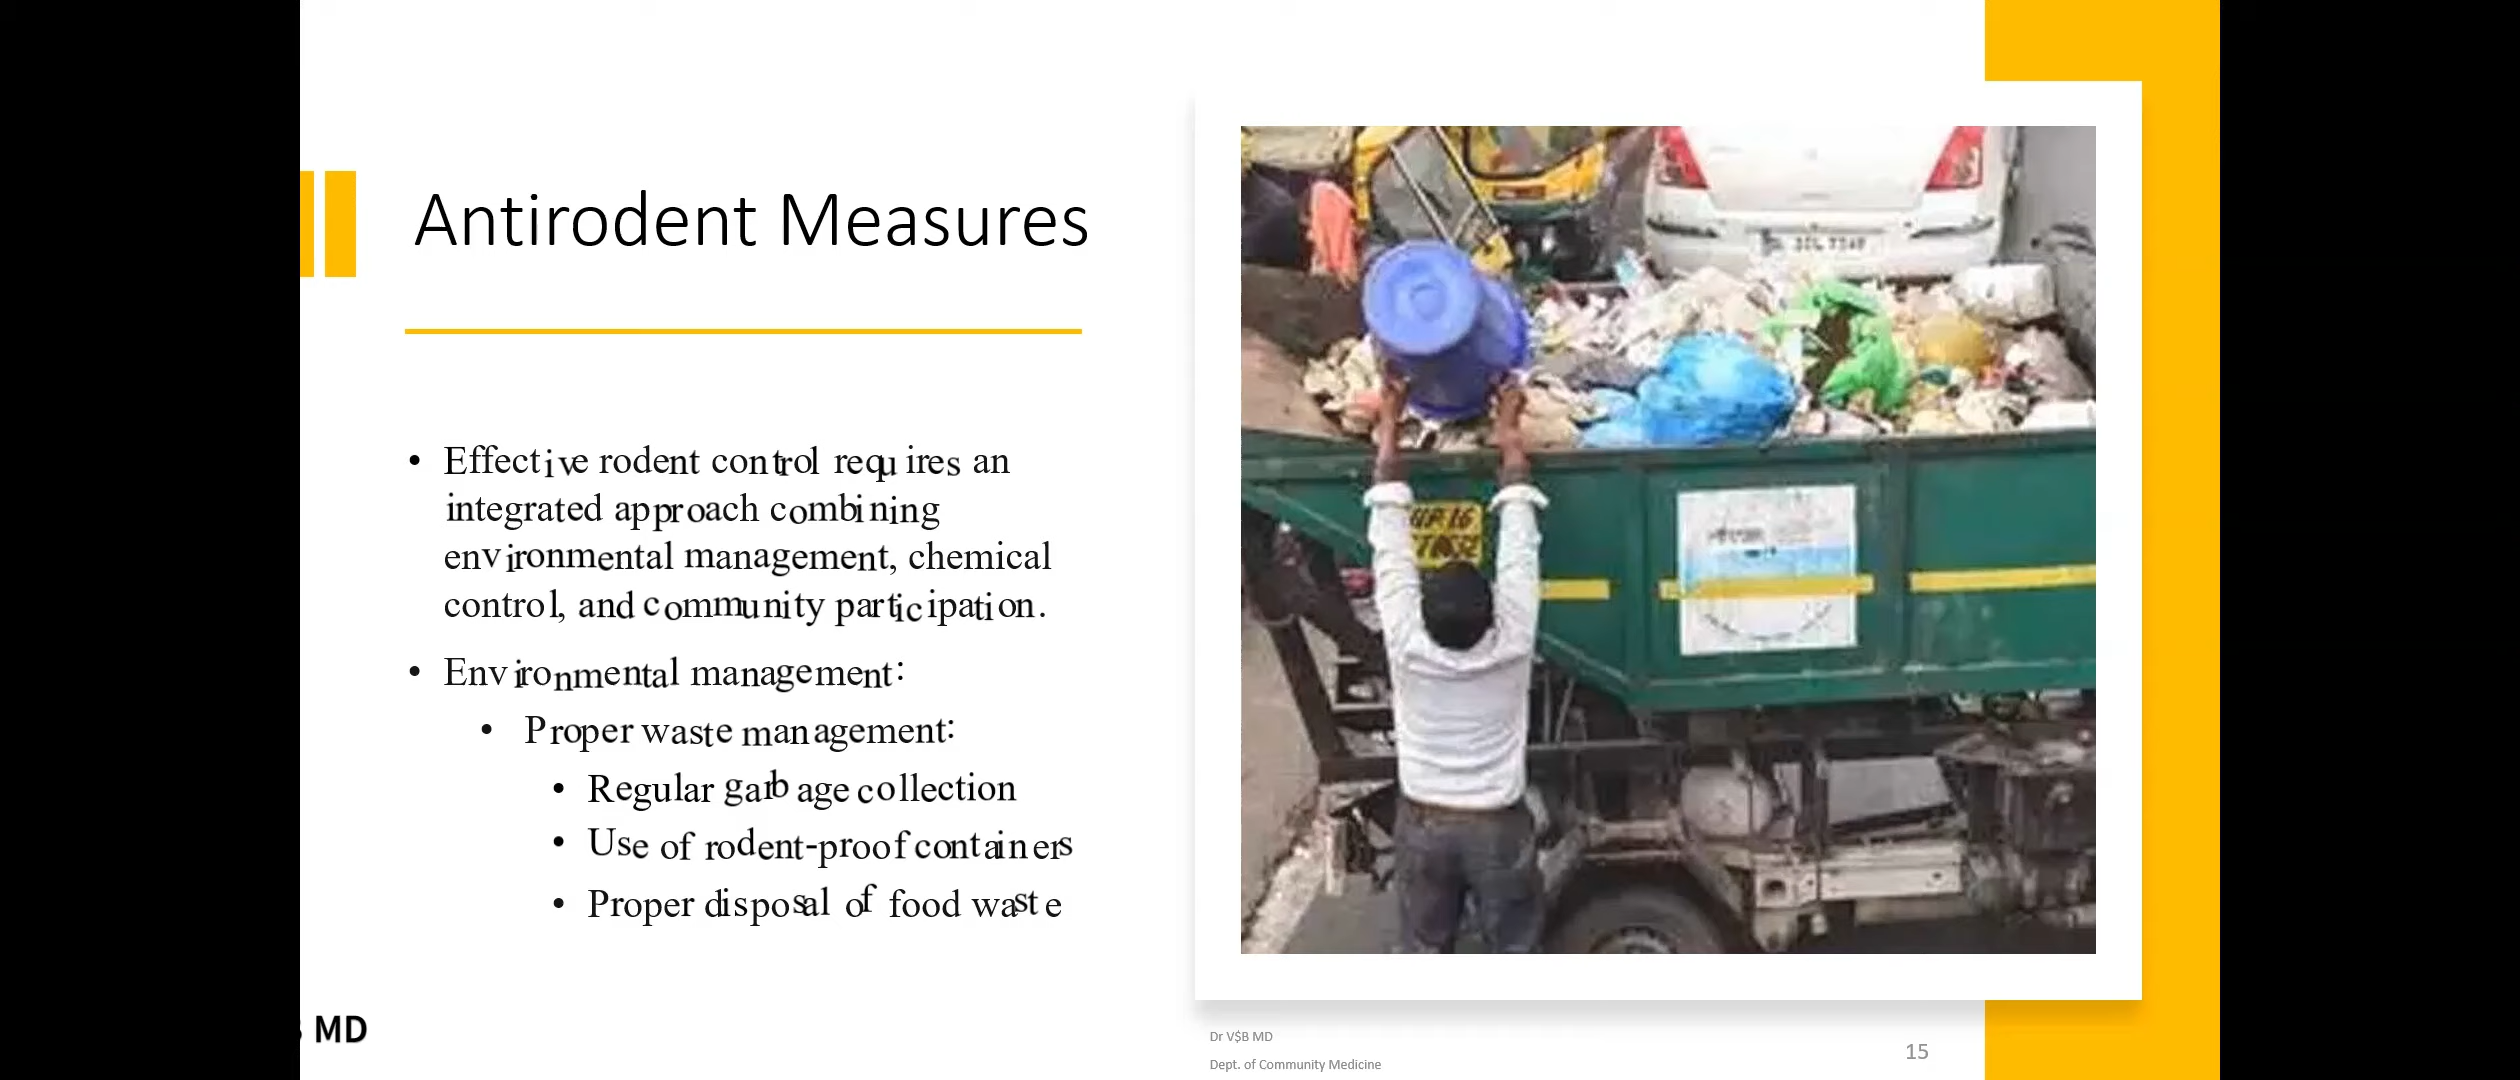 Antirodent Measures
• Effective rodent control requires an
integrated approach combining
environmental management, chemical
control, and community participation.
• Environmental management:
• Proper waste management:
• Regular garbage collection
• Use of rodent-proof containers
• Proper disposal of food waste
UP 16
MD
Dr V$B MD
Dept. of Community Medicine
15